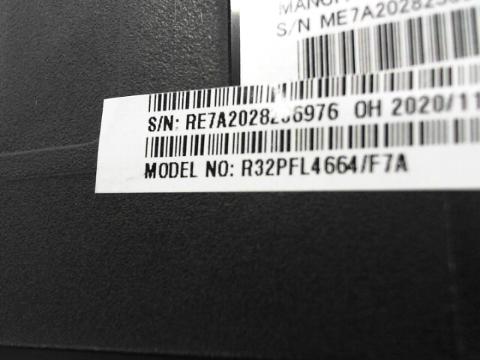 S/N ME7A20282
S/N: RE7A2028206976 OH 2020/11
MODEL NO: R32PFL4664/F7A